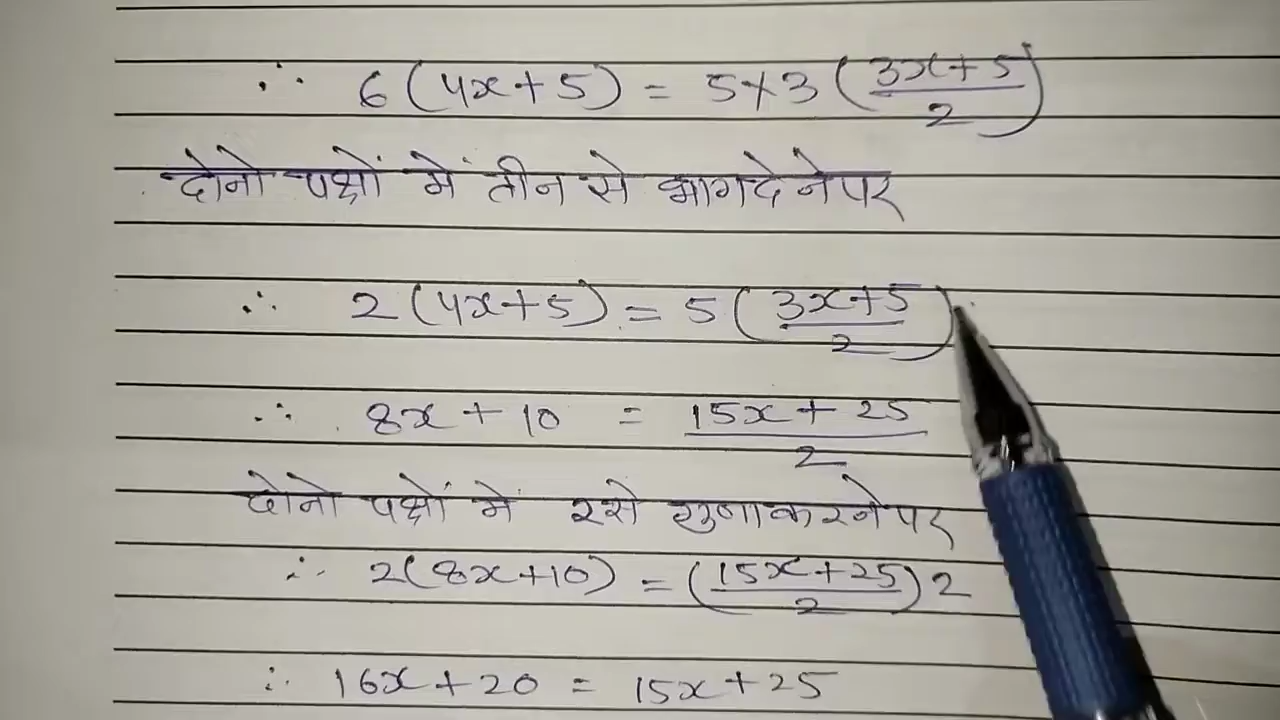 ∴ 6(4x+5) = 5×3(3x+5/2)
दोनो पक्षों में तीन से भाग देने पर
∴ 2(4x+5) = 5(3x+5/2)
∴ 8x + 10 = 15x + 25/2
दोनो पक्षों में २ से गुणा करने पर
∴ 2(8x+10) = (15x+25/2)2
∴ 16x+20 = 15x+25